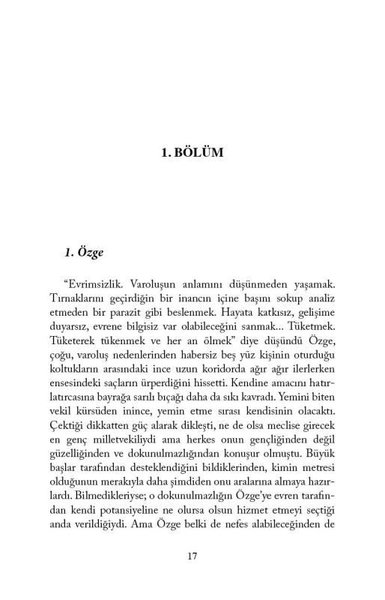 1. BÖLÜM
1. Özge
“Evrimsizlik. Varoluşun anlamını düşünmeden yaşamak.
Tırnaklarını geçirdiğin bir inancın içine başını sokup analiz
etmeden bir parazit gibi beslenmek. Hayata katkısız, gelişime
duyarsız, evrene bilgisiz var olabileceğini sanmak... Tüketmek.
Tüketerek tükenmek ve her an ölmek” diye düşündü Özge,
çoğu, varoluş nedenlerinden habersiz beş yüz kişinin oturduğu
koltukların arasındaki ince uzun koridorda ağır ağır ilerlerken
ensesindeki saçların ürperdiğini hissetti. Kendine amacını hatır-
latırcasına bayrağa sarılı bıçağı daha da sıkı kavradı. Yemini biten
vekil kürsüden inince, yemin etme sırası kendisinin olacaktı.
Çektiği dikkatten güç alarak dikleşti, ne de olsa meclise girecek
en genç milletvekiliydi ama herkes onun gençliğinden değil
güzelliğinden ve dokunulmazlığından konuşur olmuştu. Büyük
başlar tarafından desteklendiğini bildiklerinden, kimin metresi
olduğunun merakıyla daha şimdiden onu aralarına almaya hazır-
lardı. Bilmedikleriyse; o dokunulmazlığın Özge’ye evren tarafın-
dan kendi potansiyeline ne olursa olsun hizmet etmeyi seçtiği
anda verildiğiydi. Ama Özge belki de nefes alabileceğinden de
17